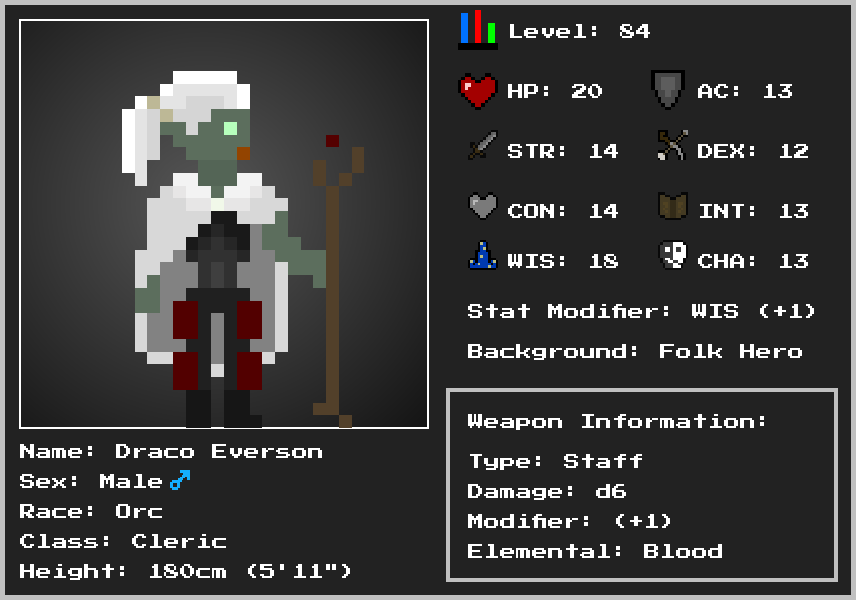 Level: 84
HP: 20 AC: 13
STR: 14 DEX: 12
CON: 14 INT: 13
WIS: 18 CHA: 13
Stat Modifier: WIS (+1)
Background: Folk Hero
Weapon Information:
Type: Staff
Damage: d6
Modifier: (+1)
Elemental: Blood
Name: Draco Everson
Sex: Male ♂
Race: Orc
Class: Cleric
Height: 180cm (5'11")